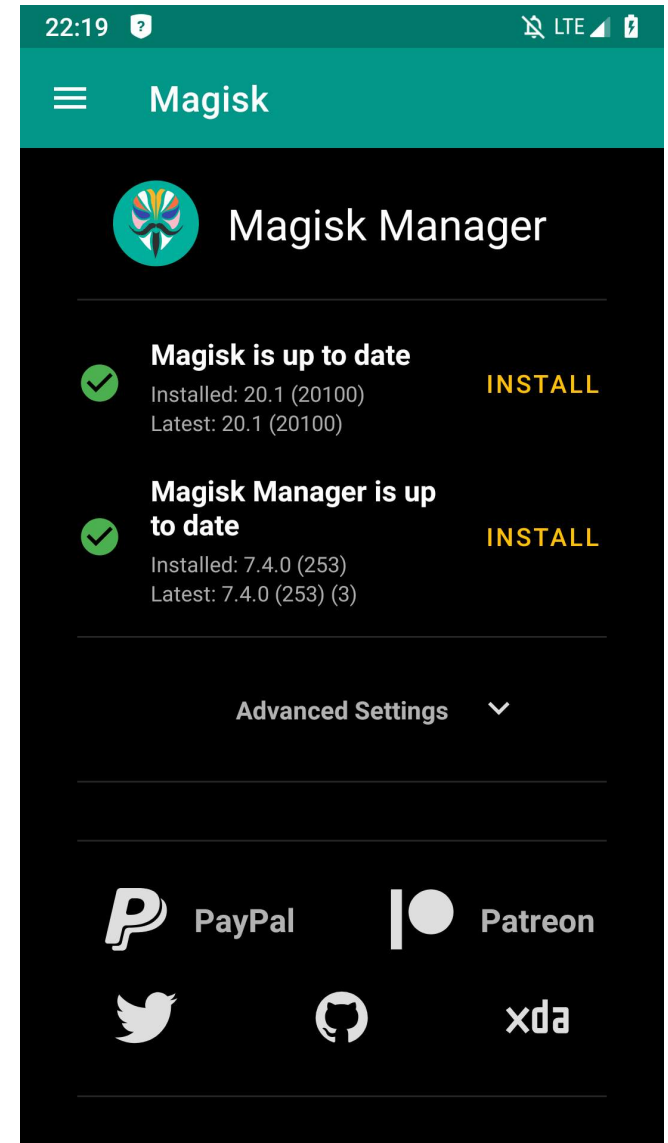 22:19
LTE
Magisk
Magisk Manager
Magisk is up to date
Installed: 20.1 (20100)
Latest: 20.1 (20100)
INSTALL
Magisk Manager is up
to date
Installed: 7.4.0 (253)
Latest: 7.4.0 (253) (3)
INSTALL
Advanced Settings
PayPal
Patreon
xda